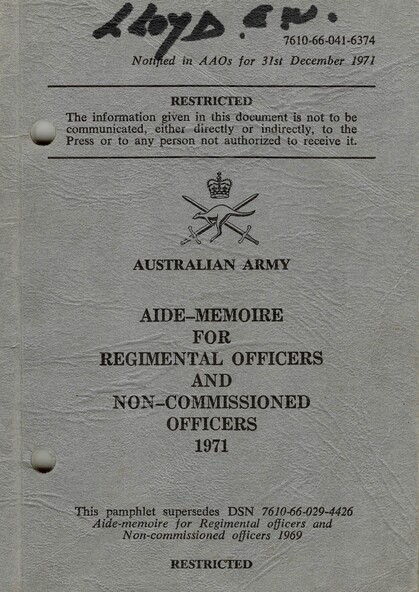 LLOYD. C.W.
7610-66-041-6374
Notified in AAOs for 31st December 1971
RESTRICTED
The information given in this document is not to be
communicated, either directly or indirectly, to the
Press or to any person not authorized to receive it.
AUSTRALIAN ARMY
AIDE-MEMOIRE
FOR
REGIMENTAL OFFICERS
AND
NON-COMMISSIONED
OFFICERS
1971
This pamphlet supersedes DSN 7610-66-029-4426
Aide-memoire for Regimental officers and
Non-commissioned officers 1969
RESTRICTED